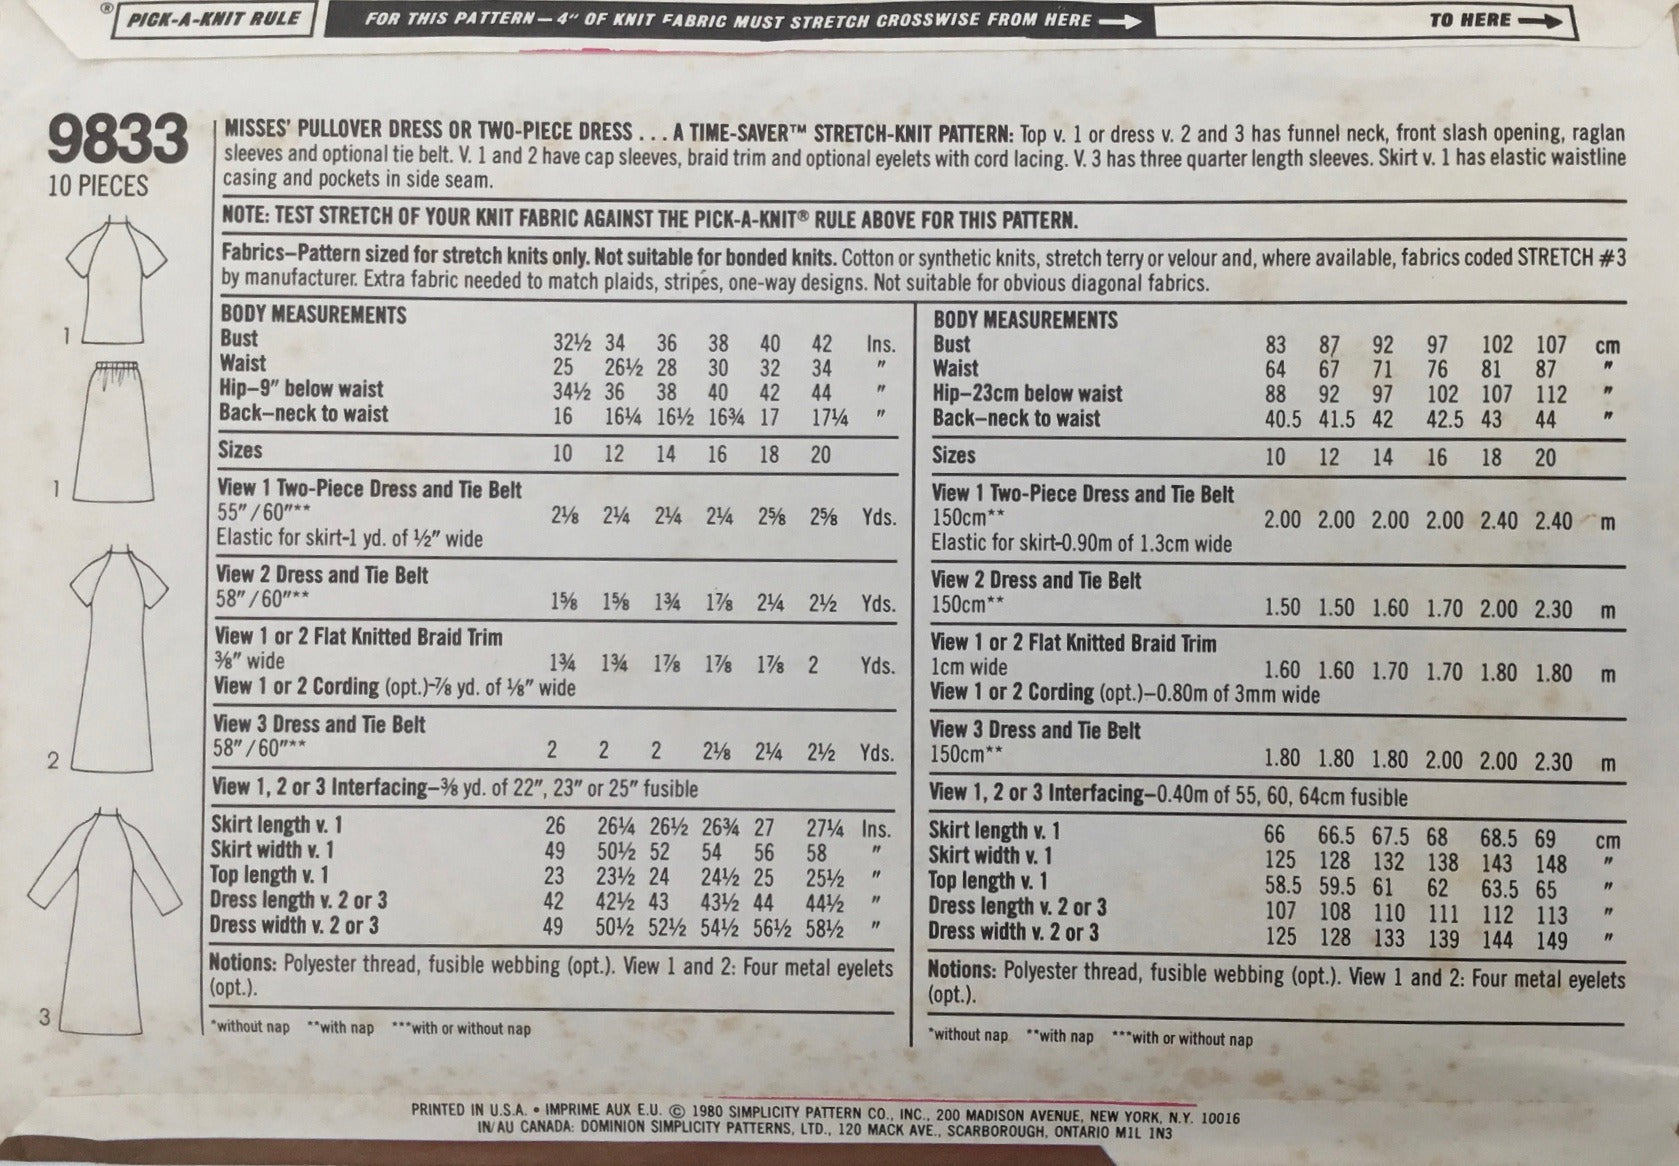 ® PICK-A-KNIT RULE FOR THIS PATTERN—4" OF KNIT FABRIC MUST STRETCH CROSSWISE FROM HERE TO HERE
9833
10 PIECES
MISSES' PULLOVER DRESS OR TWO-PIECE DRESS . . . A TIME-SAVER™ STRETCH-KNIT PATTERN: Top v. 1 or dress v. 2 and 3 has funnel neck, front slash opening, raglan
sleeves and optional tie belt. V. 1 and 2 have cap sleeves, braid trim and optional eyelets with cord lacing. V. 3 has three quarter length sleeves. Skirt v. 1 has elastic waistline
casing and pockets in side seam.
NOTE: TEST STRETCH OF YOUR KNIT FABRIC AGAINST THE PICK-A-KNIT® RULE ABOVE FOR THIS PATTERN.
Fabrics—Pattern sized for stretch knits only. Not suitable for bonded knits. Cotton or synthetic knits, stretch terry or velour and, where available, fabrics coded STRETCH #3
by manufacturer. Extra fabric needed to match plaids, stripes, one-way designs. Not suitable for obvious diagonal fabrics.
1
1
2
3
BODY MEASUREMENTS
Bust 32½ 34 36 38 40 42 Ins.
Waist 25 26½ 28 30 32 34 "
Hip—9" below waist 34½ 36 38 40 42 44 "
Back—neck to waist 16 16¼ 16½ 16¾ 17 17¼ "
Sizes 10 12 14 16 18 20
View 1 Two-Piece Dress and Tie Belt
55"/60"** 2⅛ 2¼ 2¼ 2¼ 2⅝ 2⅝ Yds.
Elastic for skirt-1 yd. of ½" wide
View 2 Dress and Tie Belt
58"/60"** 1⅝ 1⅝ 1¾ 1⅞ 2¼ 2½ Yds.
View 1 or 2 Flat Knitted Braid Trim
⅜" wide 1¾ 1¾ 1⅞ 1⅞ 1⅞ 2 Yds.
View 1 or 2 Cording (opt.)-⅞ yd. of ⅛" wide
View 3 Dress and Tie Belt
58"/60"** 2 2 2 2⅛ 2¼ 2½ Yds.
View 1, 2 or 3 Interfacing—⅜ yd. of 22", 23" or 25" fusible
Skirt length v. 1 26 26¼ 26½ 26¾ 27 27¼ Ins.
Skirt width v. 1 49 50½ 52 54 56 58 "
Top length v. 1 23 23½ 24 24½ 25 25½ "
Dress length v. 2 or 3 42 42½ 43 43½ 44 44½ "
Dress width v. 2 or 3 49 50½ 52½ 54½ 56½ 58½ "
Notions: Polyester thread, fusible webbing (opt.). View 1 and 2: Four metal eyelets
(opt.).
*without nap **with nap ***with or without nap
BODY MEASUREMENTS
Bust 83 87 92 97 102 107 cm
Waist 64 67 71 76 81 87 "
Hip—23cm below waist 88 92 97 102 107 112 "
Back—neck to waist 40.5 41.5 42 42.5 43 44 "
Sizes 10 12 14 16 18 20
View 1 Two-Piece Dress and Tie Belt
150cm** 2.00 2.00 2.00 2.00 2.40 2.40 m
Elastic for skirt-0.90m of 1.3cm wide
View 2 Dress and Tie Belt
150cm** 1.50 1.50 1.60 1.70 2.00 2.30 m
View 1 or 2 Flat Knitted Braid Trim
1cm wide 1.60 1.60 1.70 1.70 1.80 1.80 m
View 1 or 2 Cording (opt.)—0.80m of 3mm wide
View 3 Dress and Tie Belt
150cm** 1.80 1.80 1.80 2.00 2.00 2.30 m
View 1, 2 or 3 Interfacing—0.40m of 55, 60, 64cm fusible
Skirt length v. 1 66 66.5 67.5 68 68.5 69 cm
Skirt width v. 1 125 128 132 138 143 148 "
Top length v. 1 58.5 59.5 61 62 63.5 65 "
Dress length v. 2 or 3 107 108 110 111 112 113 "
Dress width v. 2 or 3 125 128 133 139 144 149 "
Notions: Polyester thread, fusible webbing (opt.). View 1 and 2: Four metal eyelets
(opt.).
*without nap **with nap ***with or without nap
PRINTED IN U.S.A. • IMPRIME AUX E.U. © 1980 SIMPLICITY PATTERN CO., INC., 200 MADISON AVENUE, NEW YORK, N.Y. 10016
IN/AU CANADA: DOMINION SIMPLICITY PATTERNS, LTD., 120 MACK AVE., SCARBOROUGH, ONTARIO M1L 1N3